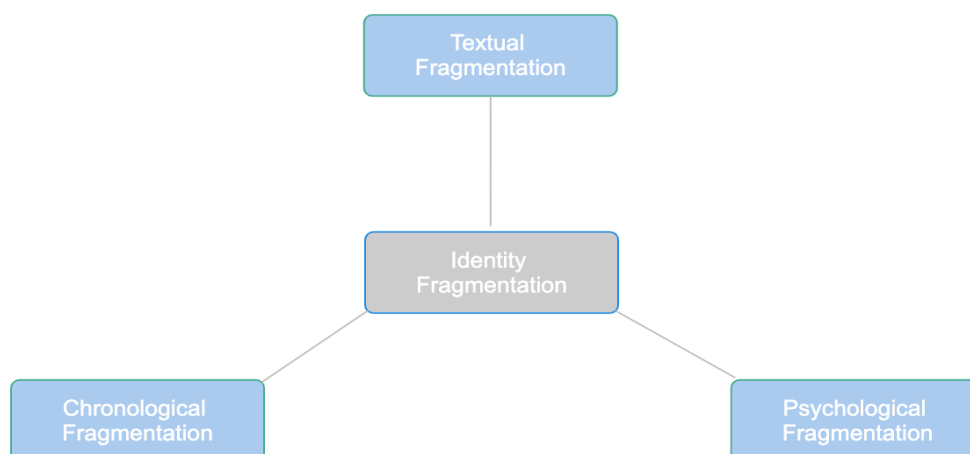 Textual
Fragmentation
Identity
Fragmentation
Chronological
Fragmentation
Psychological
Fragmentation